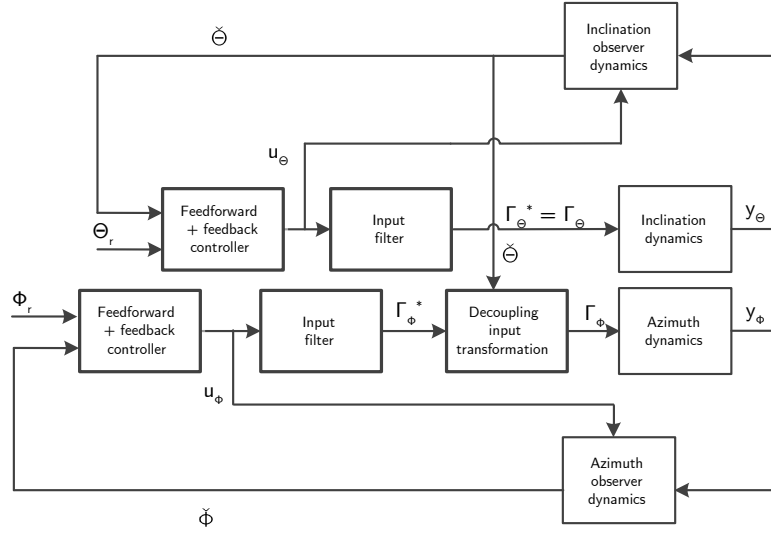 Inclination
observer
dynamics
Θ̌
u_Θ
Feedforward
+ feedback
controller
Input
filter
Γ_Θ* = Γ_Θ
Inclination
dynamics
y_Θ
Θ_r
Θ̌
Φ_r
Feedforward
+ feedback
controller
Input
filter
Γ_Φ*
Decoupling
input
transformation
Γ_Φ
Azimuth
dynamics
y_Φ
u_Φ
Azimuth
observer
dynamics
Φ̌